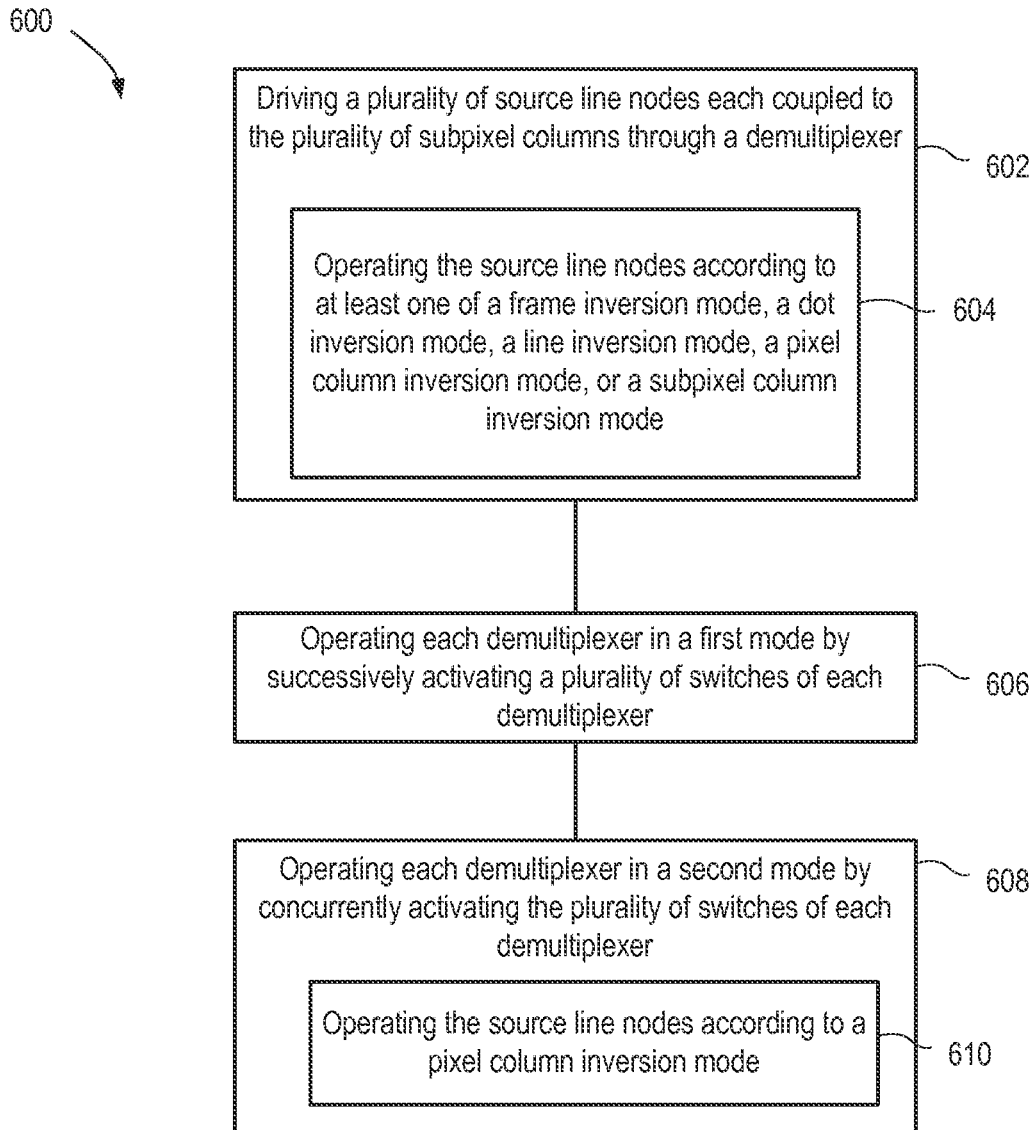 600
Driving a plurality of source line nodes each coupled to
the plurality of subpixel columns through a demultiplexer
602
Operating the source line nodes according to
at least one of a frame inversion mode, a dot
inversion mode, a line inversion mode, a pixel
column inversion mode, or a subpixel column
inversion mode
604
Operating each demultiplexer in a first mode by
successively activating a plurality of switches of each
demultiplexer
606
Operating each demultiplexer in a second mode by
concurrently activating the plurality of switches of each
demultiplexer
608
Operating the source line nodes according to a
pixel column inversion mode
610